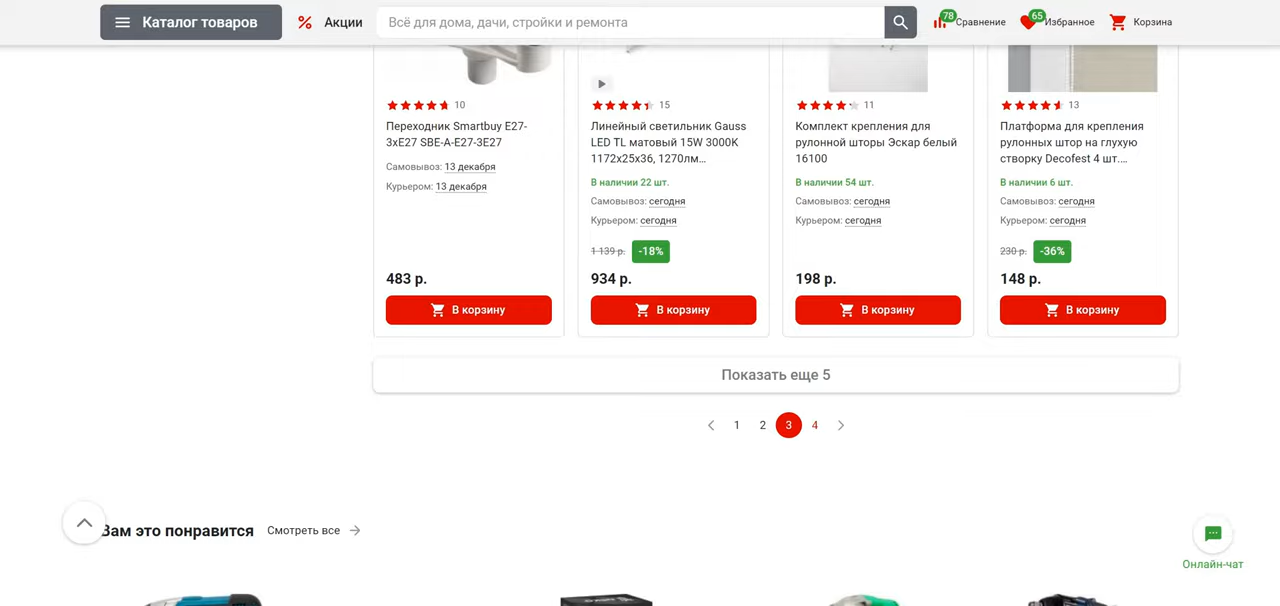 Каталог товаров
Акции
Всё для дома, дачи, стройки и ремонта
78
Сравнение
65
Избранное
Корзина
10
Переходник Smartbuy E27-
3xE27 SBE-A-E27-3E27
Самовывоз: 13 декабря
Курьером: 13 декабря
483 р.
В корзину
15
Линейный светильник Gauss
LED TL матовый 15W 3000K
1172x25x36, 1270лм...
В наличии 22 шт.
Самовывоз: сегодня
Курьером: сегодня
1 139 р.
-18%
934 р.
В корзину
11
Комплект крепления для
рулонной шторы Эскар белый
16100
В наличии 54 шт.
Самовывоз: сегодня
Курьером: сегодня
198 р.
В корзину
13
Платформа для крепления
рулонных штор на глухую
створку Decofest 4 шт....
В наличии 6 шт.
Самовывоз: сегодня
Курьером: сегодня
230 р.
-36%
148 р.
В корзину
Показать еще 5
1 2 3 4
Вам это понравится
Смотреть все
Онлайн-чат